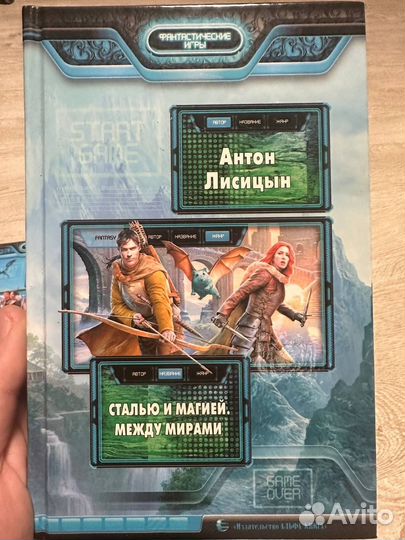 ФАНТАСТИЧЕСКИЕ
ИГРЫ
START
GAME
АВТОР НАЗВАНИЕ ЖАНР
Антон
Лисицын
FANTASY АВТОР НАЗВАНИЕ ЖАНР
АВТОР НАЗВАНИЕ ЖАНР
СТАЛЬЮ И МАГИЕЙ.
МЕЖДУ МИРАМИ
GAME
OVER
«Издательство АЛЬФА-КНИГА»
Avito